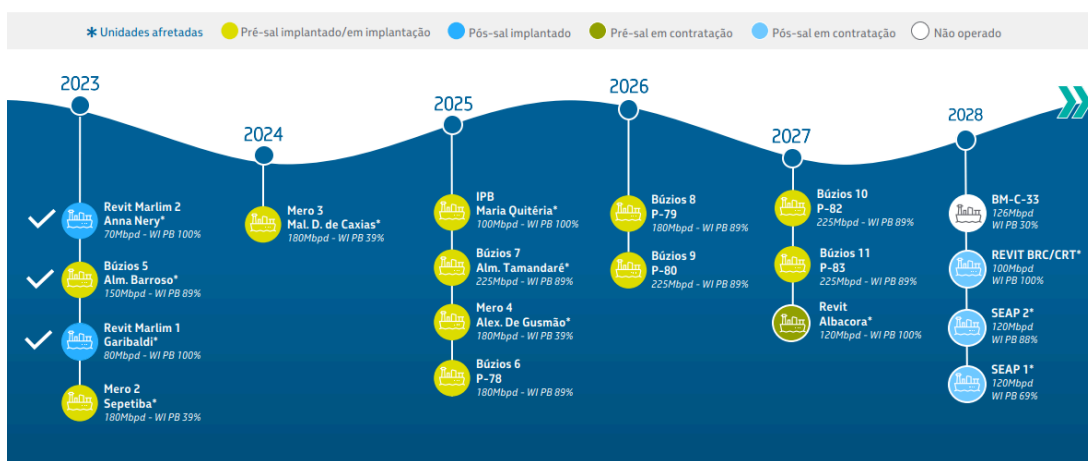 * Unidades afretadas
Pré-sal implantado/em implantação
Pós-sal implantado
Pré-sal em contratação
Pós-sal em contratação
Não operado
2023
Revit Marlim 2
Anna Nery*
70Mbpd - WI PB 100%
Búzios 5
Alm. Barroso*
150Mbpd - WI PB 89%
Revit Marlim 1
Garibaldi*
80Mbpd - WI PB 100%
Mero 2
Sepetiba*
180Mbpd - WI PB 39%
2024
Mero 3
Mal. D. de Caxias*
180Mbpd - WI PB 39%
2025
IPB
Maria Quitéria*
100Mbpd - WI PB 100%
Búzios 7
Alm. Tamandaré*
225Mbpd - WI PB 89%
Mero 4
Alex. De Gusmão*
180Mbpd - WI PB 39%
Búzios 6
P-78
180Mbpd - WI PB 89%
2026
Búzios 8
P-79
180Mbpd - WI PB 89%
Búzios 9
P-80
225Mbpd - WI PB 89%
2027
Búzios 10
P-82
225Mbpd - WI PB 89%
Búzios 11
P-83
225Mbpd - WI PB 89%
Revit
Albacora*
120Mbpd - WI PB 100%
2028
BM-C-33
126Mbpd
WI PB 30%
REVIT BRC/CRT*
100Mbpd
WI PB 100%
SEAP 2*
120Mbpd
WI PB 88%
SEAP 1*
120Mbpd
WI PB 69%